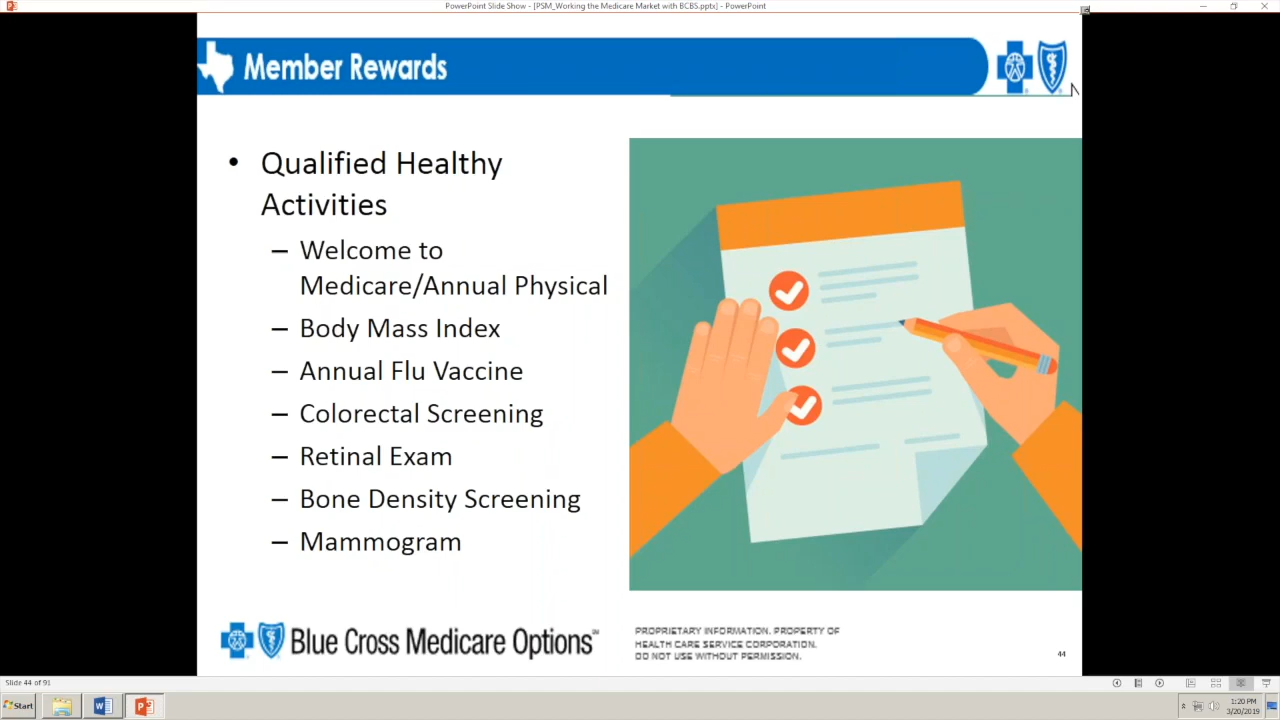 PowerPoint Slide Show - [PSM_Working the Medicare Market with BCBS.pptx] - PowerPoint
Member Rewards
• Qualified Healthy
Activities
– Welcome to
Medicare/Annual Physical
– Body Mass Index
– Annual Flu Vaccine
– Colorectal Screening
– Retinal Exam
– Bone Density Screening
– Mammogram
Blue Cross Medicare Options℠
PROPRIETARY INFORMATION. PROPERTY OF
HEALTH CARE SERVICE CORPORATION.
DO NOT USE WITHOUT PERMISSION.
44
Slide 44 of 91
Start
1:20 PM
3/20/2019